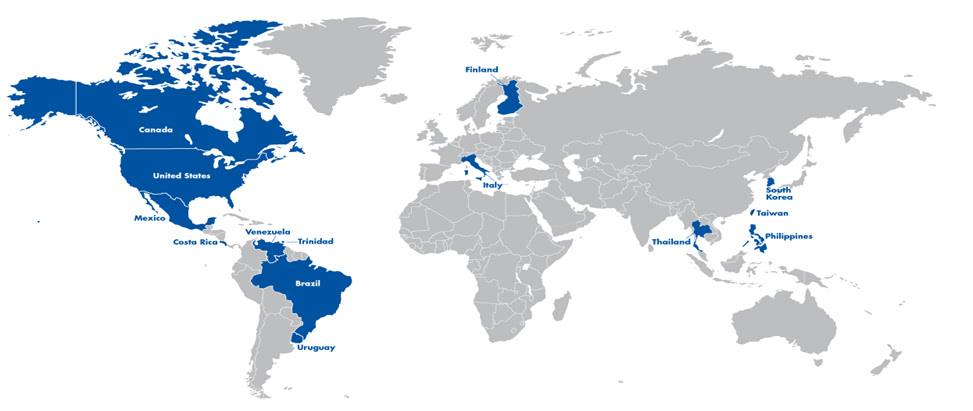 Finland
Canada
United States
Italy
South
Korea
Mexico
Taiwan
Venezuela
Philippines
Costa Rica
Trinidad
Thailand
Brazil
Uruguay